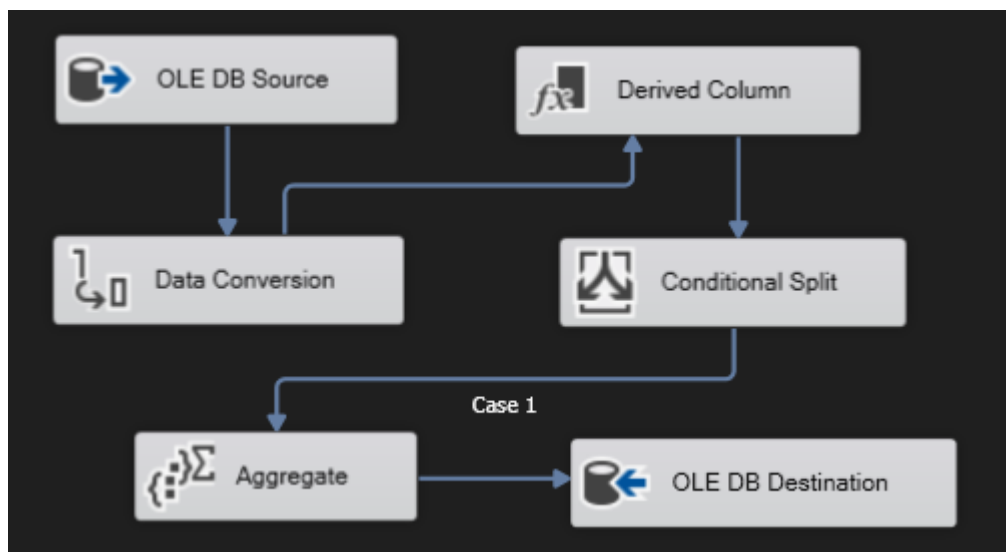 OLE DB Source
Derived Column
Data Conversion
Conditional Split
Case 1
Aggregate
OLE DB Destination